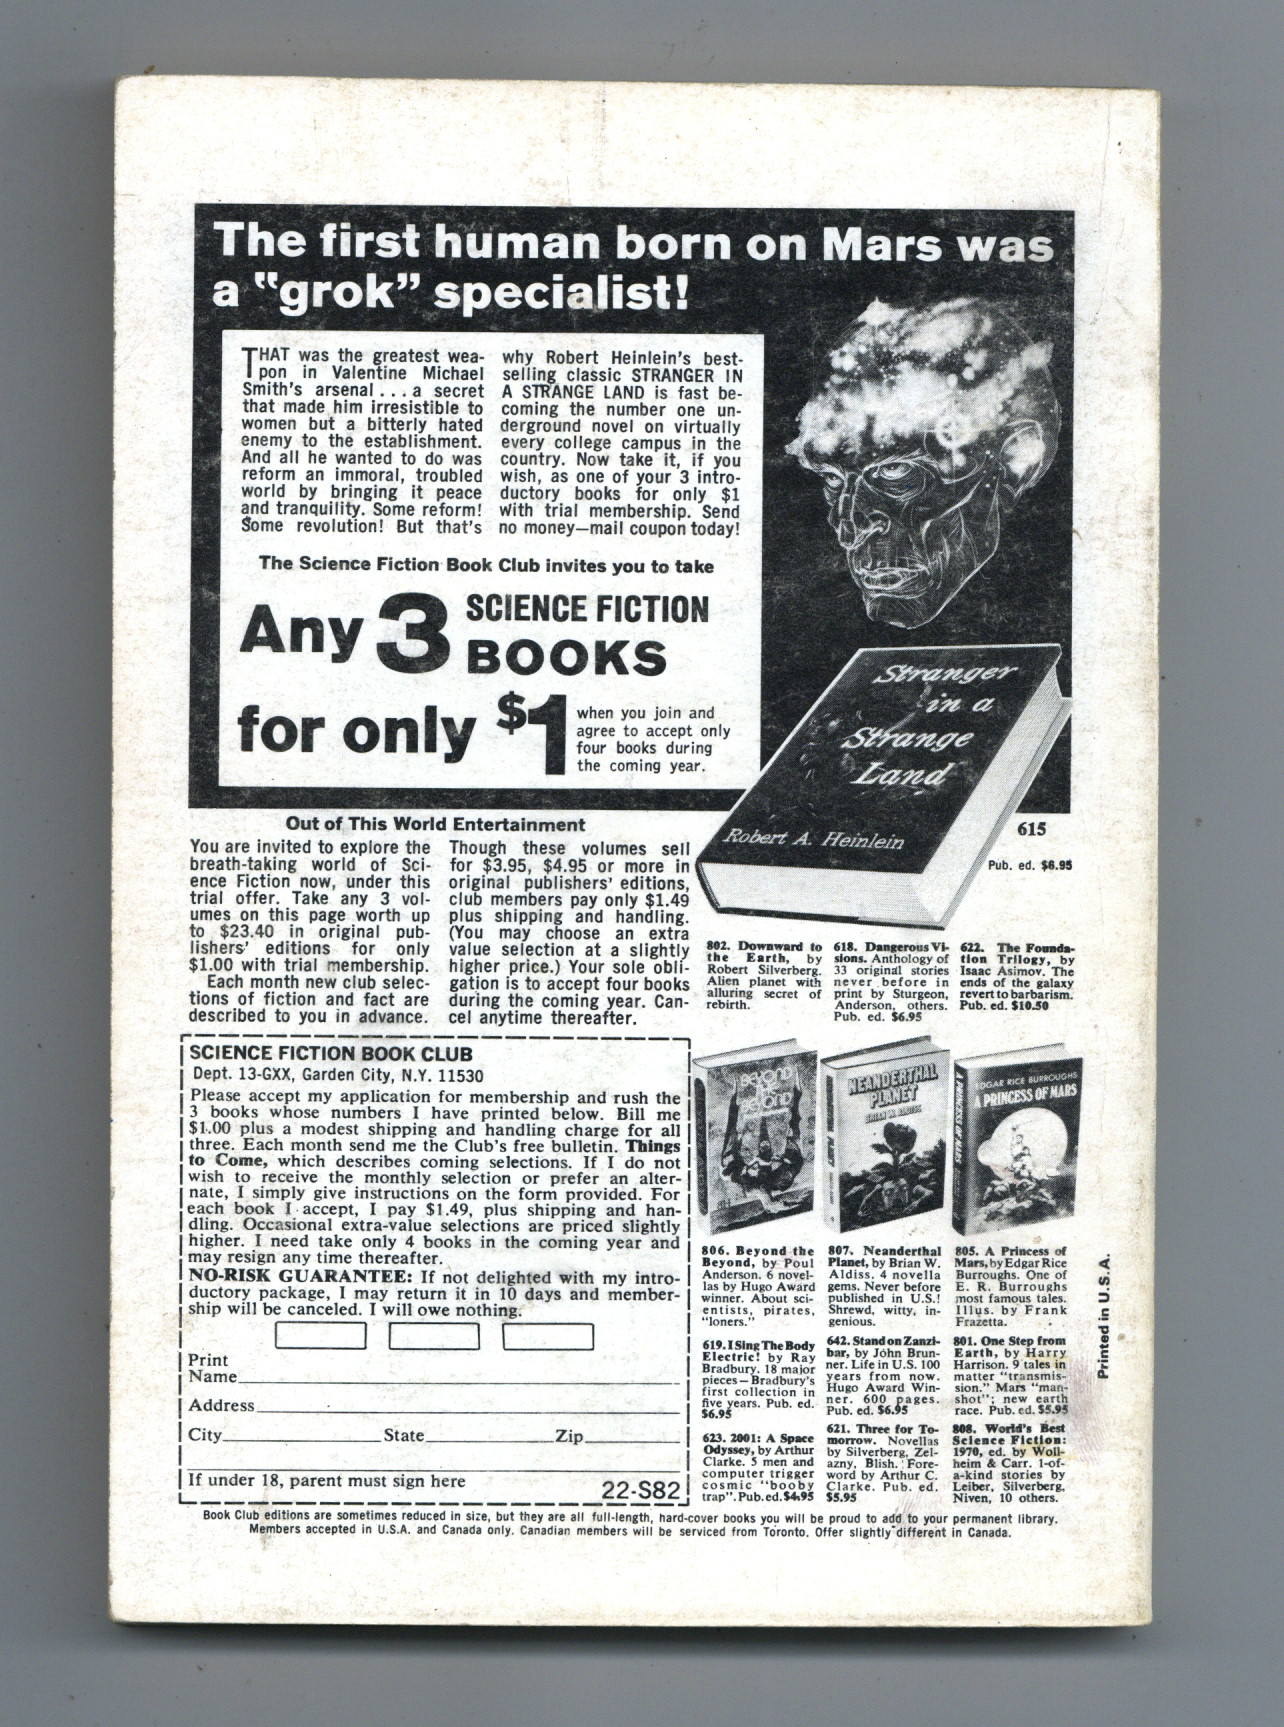 The first human born on Mars was
a "grok" specialist!
THAT was the greatest wea-
pon in Valentine Michael
Smith's arsenal . . . a secret
that made him irresistible to
women but a bitterly hated
enemy to the establishment.
And all he wanted to do was
reform an immoral, troubled
world by bringing it peace
and tranquility. Some reform!
Some revolution! But that's
why Robert Heinlein's best-
selling classic STRANGER IN
A STRANGE LAND is fast be-
coming the number one un-
derground novel on virtually
every college campus in the
country. Now take it, if you
wish, as one of your 3 intro-
ductory books for only $1
with trial membership. Send
no money—mail coupon today!
The Science Fiction Book Club invites you to take
Any 3 SCIENCE FICTION
BOOKS
for only $1
when you join and
agree to accept only
four books during
the coming year.
Stranger
in a
Strange
Land
Robert A. Heinlein
615
Pub. ed. $6.95
Out of This World Entertainment
You are invited to explore the
breath-taking world of Sci-
ence Fiction now, under this
trial offer. Take any 3 vol-
umes on this page worth up
to $23.40 in original pub-
lishers' editions for only
$1.00 with trial membership.
Each month new club selec-
tions of fiction and fact are
described to you in advance.
Though these volumes sell
for $3.95, $4.95 or more in
original publishers' editions,
club members pay only $1.49
plus shipping and handling.
(You may choose an extra
value selection at a slightly
higher price.) Your sole obli-
gation is to accept four books
during the coming year. Can-
cel anytime thereafter.
802. Downward to
the Earth, by
Robert Silverberg.
Alien planet with
alluring secret of
rebirth.
618. Dangerous Vi-
sions. Anthology of
33 original stories
never before in
print by Sturgeon,
Anderson, others.
Pub. ed. $6.95
622. The Founda-
tion Trilogy, by
Isaac Asimov. The
ends of the galaxy
revert to barbarism.
Pub. ed. $10.50
SCIENCE FICTION BOOK CLUB
Dept. 13-GXX, Garden City, N.Y. 11530
Please accept my application for membership and rush the
3 books whose numbers I have printed below. Bill me
$1.00 plus a modest shipping and handling charge for all
three. Each month send me the Club's free bulletin. Things
to Come, which describes coming selections. If I do not
wish to receive the monthly selection or prefer an alter-
nate, I simply give instructions on the form provided. For
each book I accept, I pay $1.49, plus shipping and han-
dling. Occasional extra-value selections are priced slightly
higher. I need take only 4 books in the coming year and
may resign any time thereafter.
NO-RISK GUARANTEE: If not delighted with my intro-
ductory package, I may return it in 10 days and member-
ship will be canceled. I will owe nothing.
Print
Name
Address
City State Zip
If under 18, parent must sign here
22-S82
BEYOND
THE
BEYOND
NEANDERTHAL
PLANET
BRIAN W. ALDISS
EDGAR RICE BURROUGHS
A PRINCESS OF MARS
A PRINCESS OF MARS
806. Beyond the
Beyond, by Poul
Anderson. 6 novel-
las by Hugo Award
winner. About sci-
entists, pirates,
"loners."
807. Neanderthal
Planet, by Brian W.
Aldiss. 4 novella
gems. Never before
published in U.S.!
Shrewd, witty, in-
genious.
805. A Princess of
Mars, by Edgar Rice
Burroughs. One of
E. R. Burroughs
most famous tales.
Illus. by Frank
Frazetta.
619. I Sing The Body
Electric! by Ray
Bradbury. 18 major
pieces—Bradbury's
first collection in
five years. Pub. ed.
$6.95
642. Stand on Zanzi-
bar, by John Brun-
ner. Life in U.S. 100
years from now.
Hugo Award Win-
ner. 600 pages.
Pub. ed. $6.95
801. One Step from
Earth, by Harry
Harrison. 9 tales in
matter "transmis-
sion." Mars "man-
shot"; new earth
race. Pub. ed. $5.95
623. 2001: A Space
Odyssey, by Arthur
Clarke. 5 men and
computer trigger
cosmic "booby
trap". Pub. ed. $4.95
621. Three for To-
morrow. Novellas
by Silverberg, Zel-
azny, Blish. Fore-
word by Arthur C.
Clarke. Pub. ed.
$5.95
808. World's Best
Science Fiction:
1970, ed. by Woll-
heim & Carr. 1-of-
a-kind stories by
Leiber, Silverberg,
Niven, 10 others.
Printed in U.S.A.
Book Club editions are sometimes reduced in size, but they are all full-length, hard-cover books you will be proud to add to your permanent library.
Members accepted in U.S.A. and Canada only. Canadian members will be serviced from Toronto. Offer slightly different in Canada.